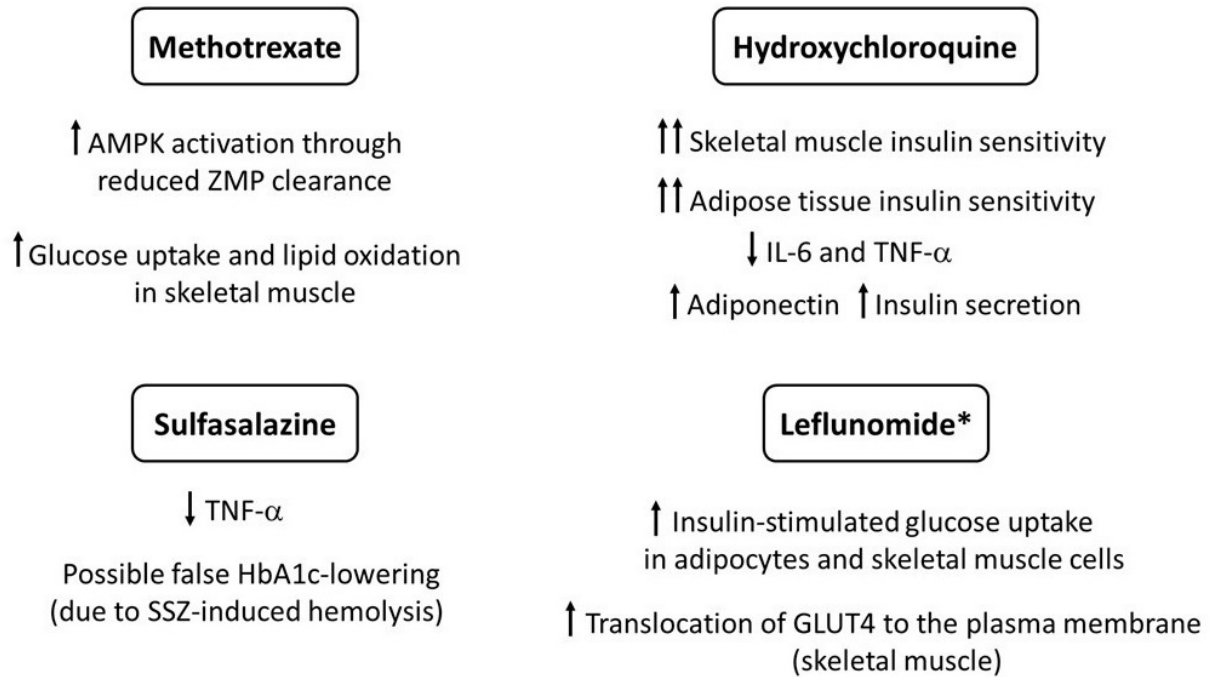 Methotrexate
↑ AMPK activation through
reduced ZMP clearance
↑ Glucose uptake and lipid oxidation
in skeletal muscle
Hydroxychloroquine
↑↑ Skeletal muscle insulin sensitivity
↑↑ Adipose tissue insulin sensitivity
↓ IL-6 and TNF-α
↑ Adiponectin ↑ Insulin secretion
Sulfasalazine
↓ TNF-α
Possible false HbA1c-lowering
(due to SSZ-induced hemolysis)
Leflunomide*
↑ Insulin-stimulated glucose uptake
in adipocytes and skeletal muscle cells
↑ Translocation of GLUT4 to the plasma membrane
(skeletal muscle)